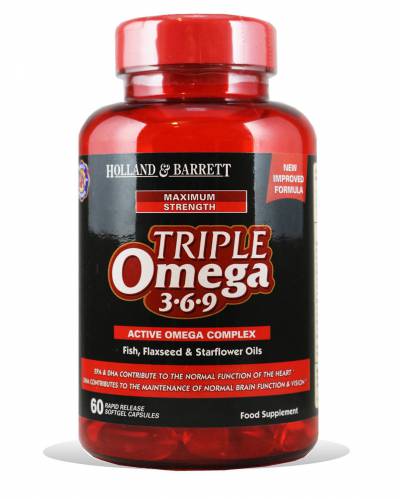 HOLLAND & BARRETT
MAXIMUM
STRENGTH
NEW
IMPROVED
FORMULA
TRIPLE
Omega
3•6•9
ACTIVE OMEGA COMPLEX
Fish, Flaxseed & Starflower Oils
EPA & DHA CONTRIBUTE TO THE NORMAL FUNCTION OF THE HEART
DHA CONTRIBUTES TO THE MAINTENANCE OF NORMAL BRAIN FUNCTION & VISION
60 RAPID RELEASE
SOFTGEL CAPSULES
Food Supplement